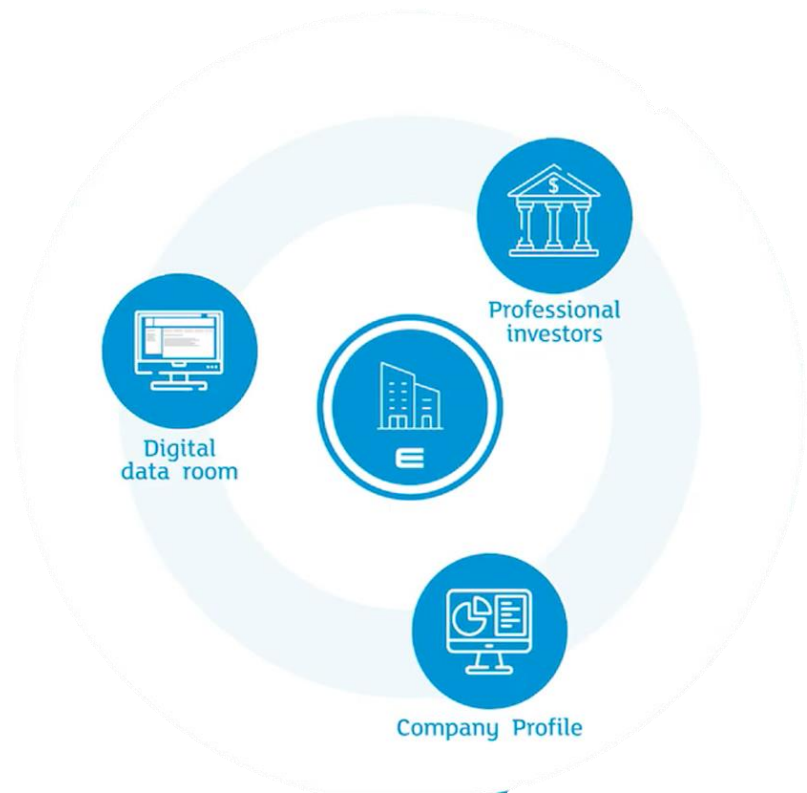 $
Professional
investors
Digital
data room
E
Company Profile